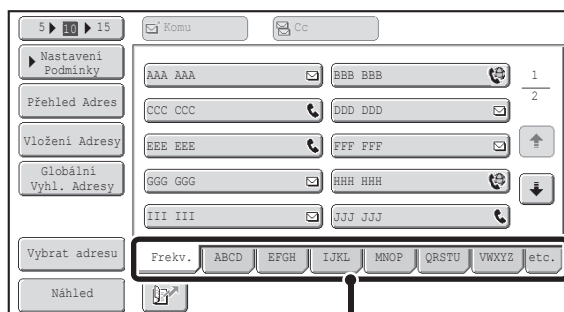 5 10 15
Komu
Cc
Nastavení
Podmínky
Přehled Adres
Vložení Adresy
Globální
Vyhl. Adresy
Vybrat adresu
Náhled
AAA AAA
BBB BBB
CCC CCC
DDD DDD
EEE EEE
FFF FFF
GGG GGG
HHH HHH
III III
JJJ JJJ
1
2
Frekv. ABCD EFGH IJKL MNOP QRSTU VWXYZ etc.